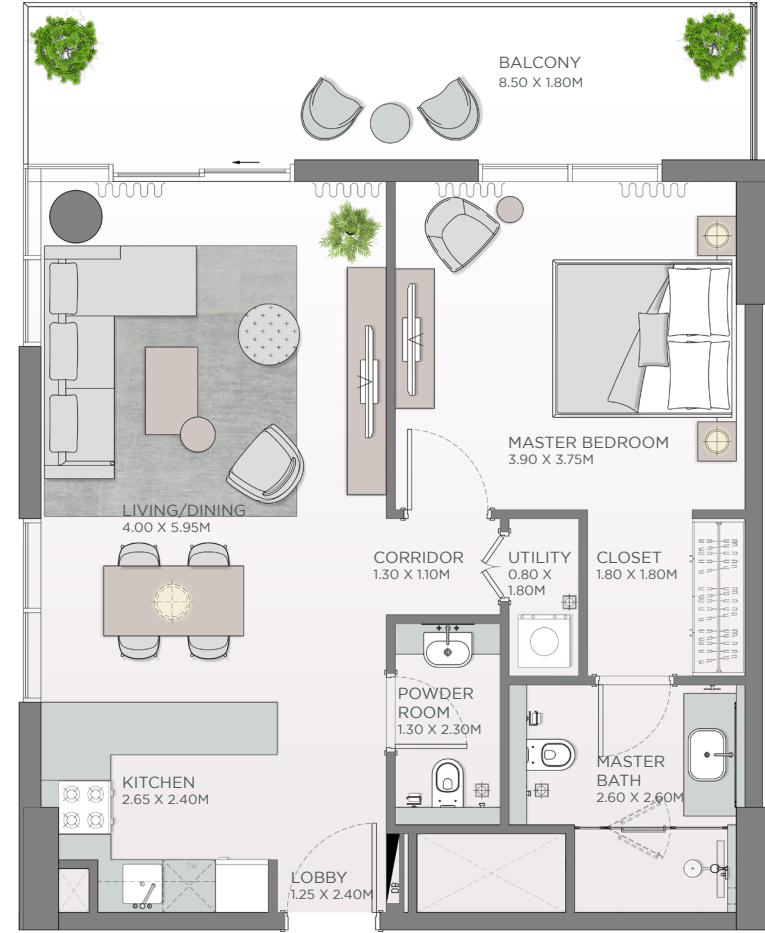 BALCONY
8.50 X 1.80M
MASTER BEDROOM
3.90 X 3.75M
LIVING/DINING
4.00 X 5.95M
CORRIDOR
1.30 X 1.10M
UTILITY
0.80 X
1.80M
CLOSET
1.80 X 1.80M
POWDER
ROOM
1.30 X 2.30M
MASTER
BATH
2.60 X 2.60M
KITCHEN
2.65 X 2.40M
DW
LOBBY
1.25 X 2.40M
DB